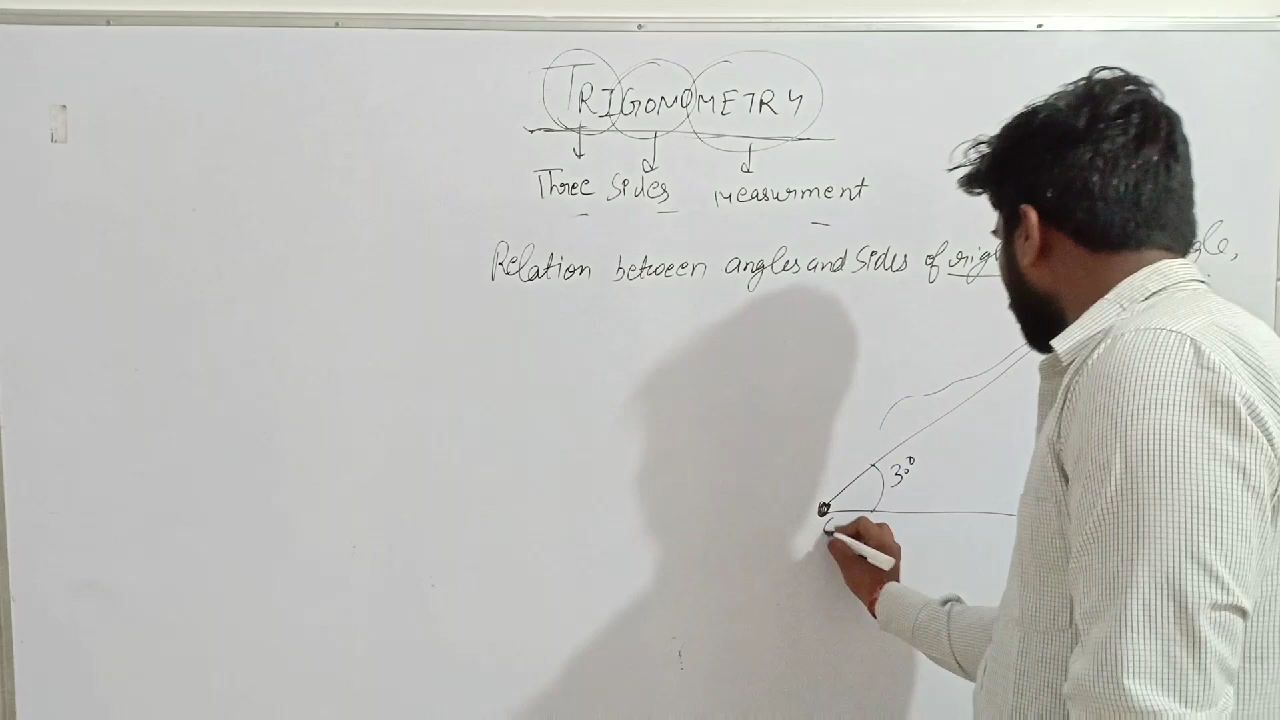 TRIGONOMETRY
Three Sides measurment
Relation between angles and Sides of
30°